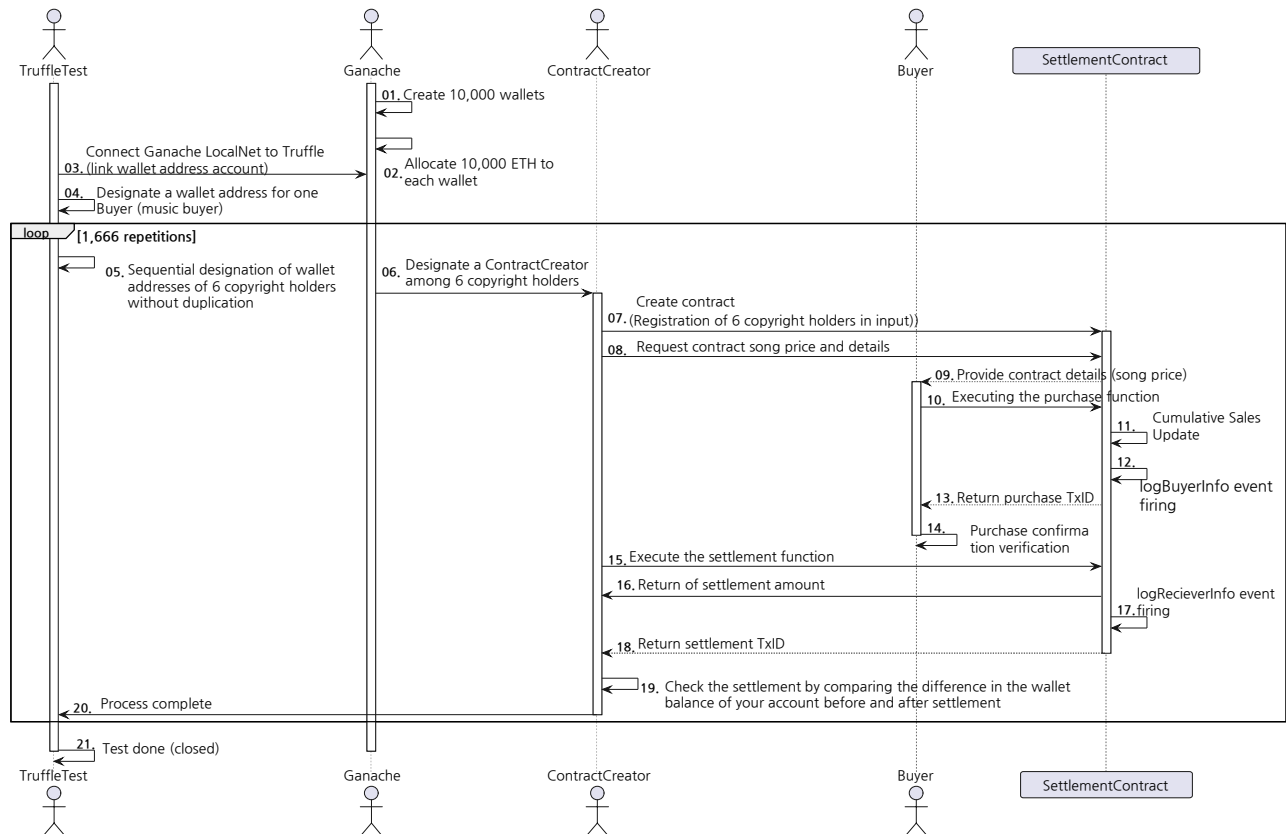 TruffleTest
Ganache
ContractCreator
Buyer
SettlementContract
01. Create 10,000 wallets
02. Allocate 10,000 ETH to
each wallet
Connect Ganache LocalNet to Truffle
03. (link wallet address account)
04. Designate a wallet address for one
Buyer (music buyer)
loop [1,666 repetitions]
05. Sequential designation of wallet
addresses of 6 copyright holders
without duplication
06. Designate a ContractCreator
among 6 copyright holders
Create contract
07. (Registration of 6 copyright holders in input))
08. Request contract song price and details
09. Provide contract details (song price)
10. Executing the purchase function
11. Cumulative Sales
Update
12.
logBuyerInfo event
firing
13. Return purchase TxID
14. Purchase confirma
tion verification
15. Execute the settlement function
16. Return of settlement amount
logRecieverInfo event
17. firing
18. Return settlement TxID
19. Check the settlement by comparing the difference in the wallet
balance of your account before and after settlement
20. Process complete
21. Test done (closed)
TruffleTest
Ganache
ContractCreator
Buyer
SettlementContract